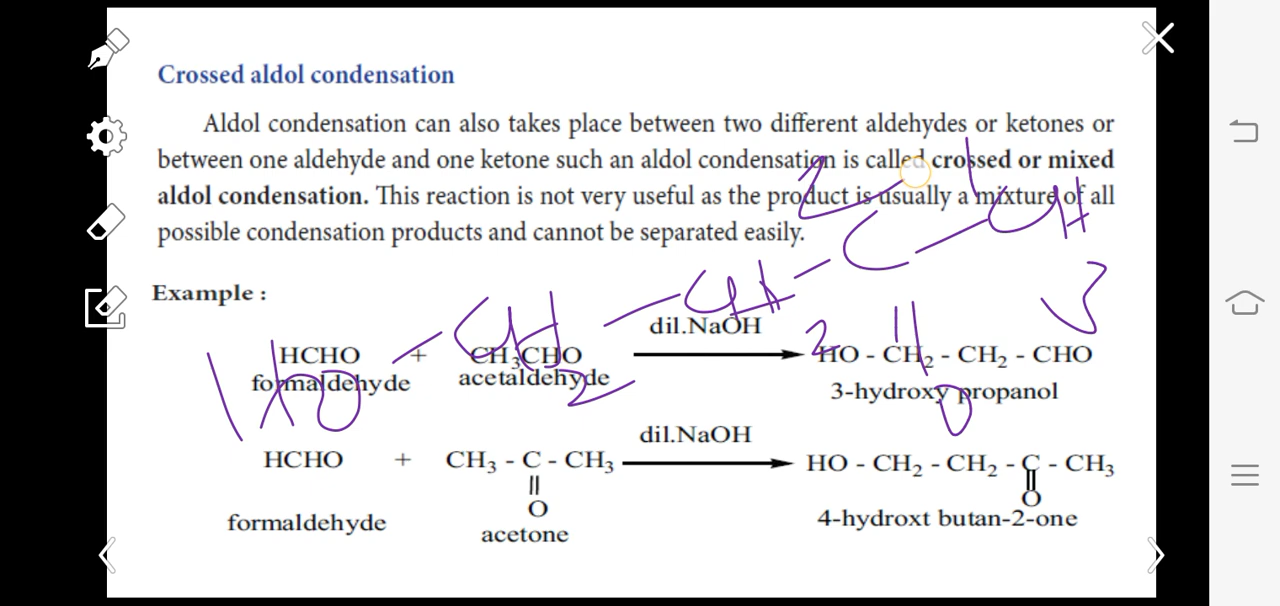 Crossed aldol condensation
Aldol condensation can also takes place between two different aldehydes or ketones or
between one aldehyde and one ketone such an aldol condensation is called crossed or mixed
aldol condensation. This reaction is not very useful as the product is usually a mixture of all
possible condensation products and cannot be separated easily.
Example :
HCHO + CH₃CHO dil.NaOH HO - CH₂ - CH₂ - CHO
formaldehyde acetaldehyde 3-hydroxy propanol
HCHO + CH₃ - C - CH₃ dil.NaOH HO - CH₂ - CH₂ - C - CH₃
|| ||
O O
formaldehyde acetone 4-hydroxt butan-2-one
HO - CH2 - CH2 - C - CH3
||
O